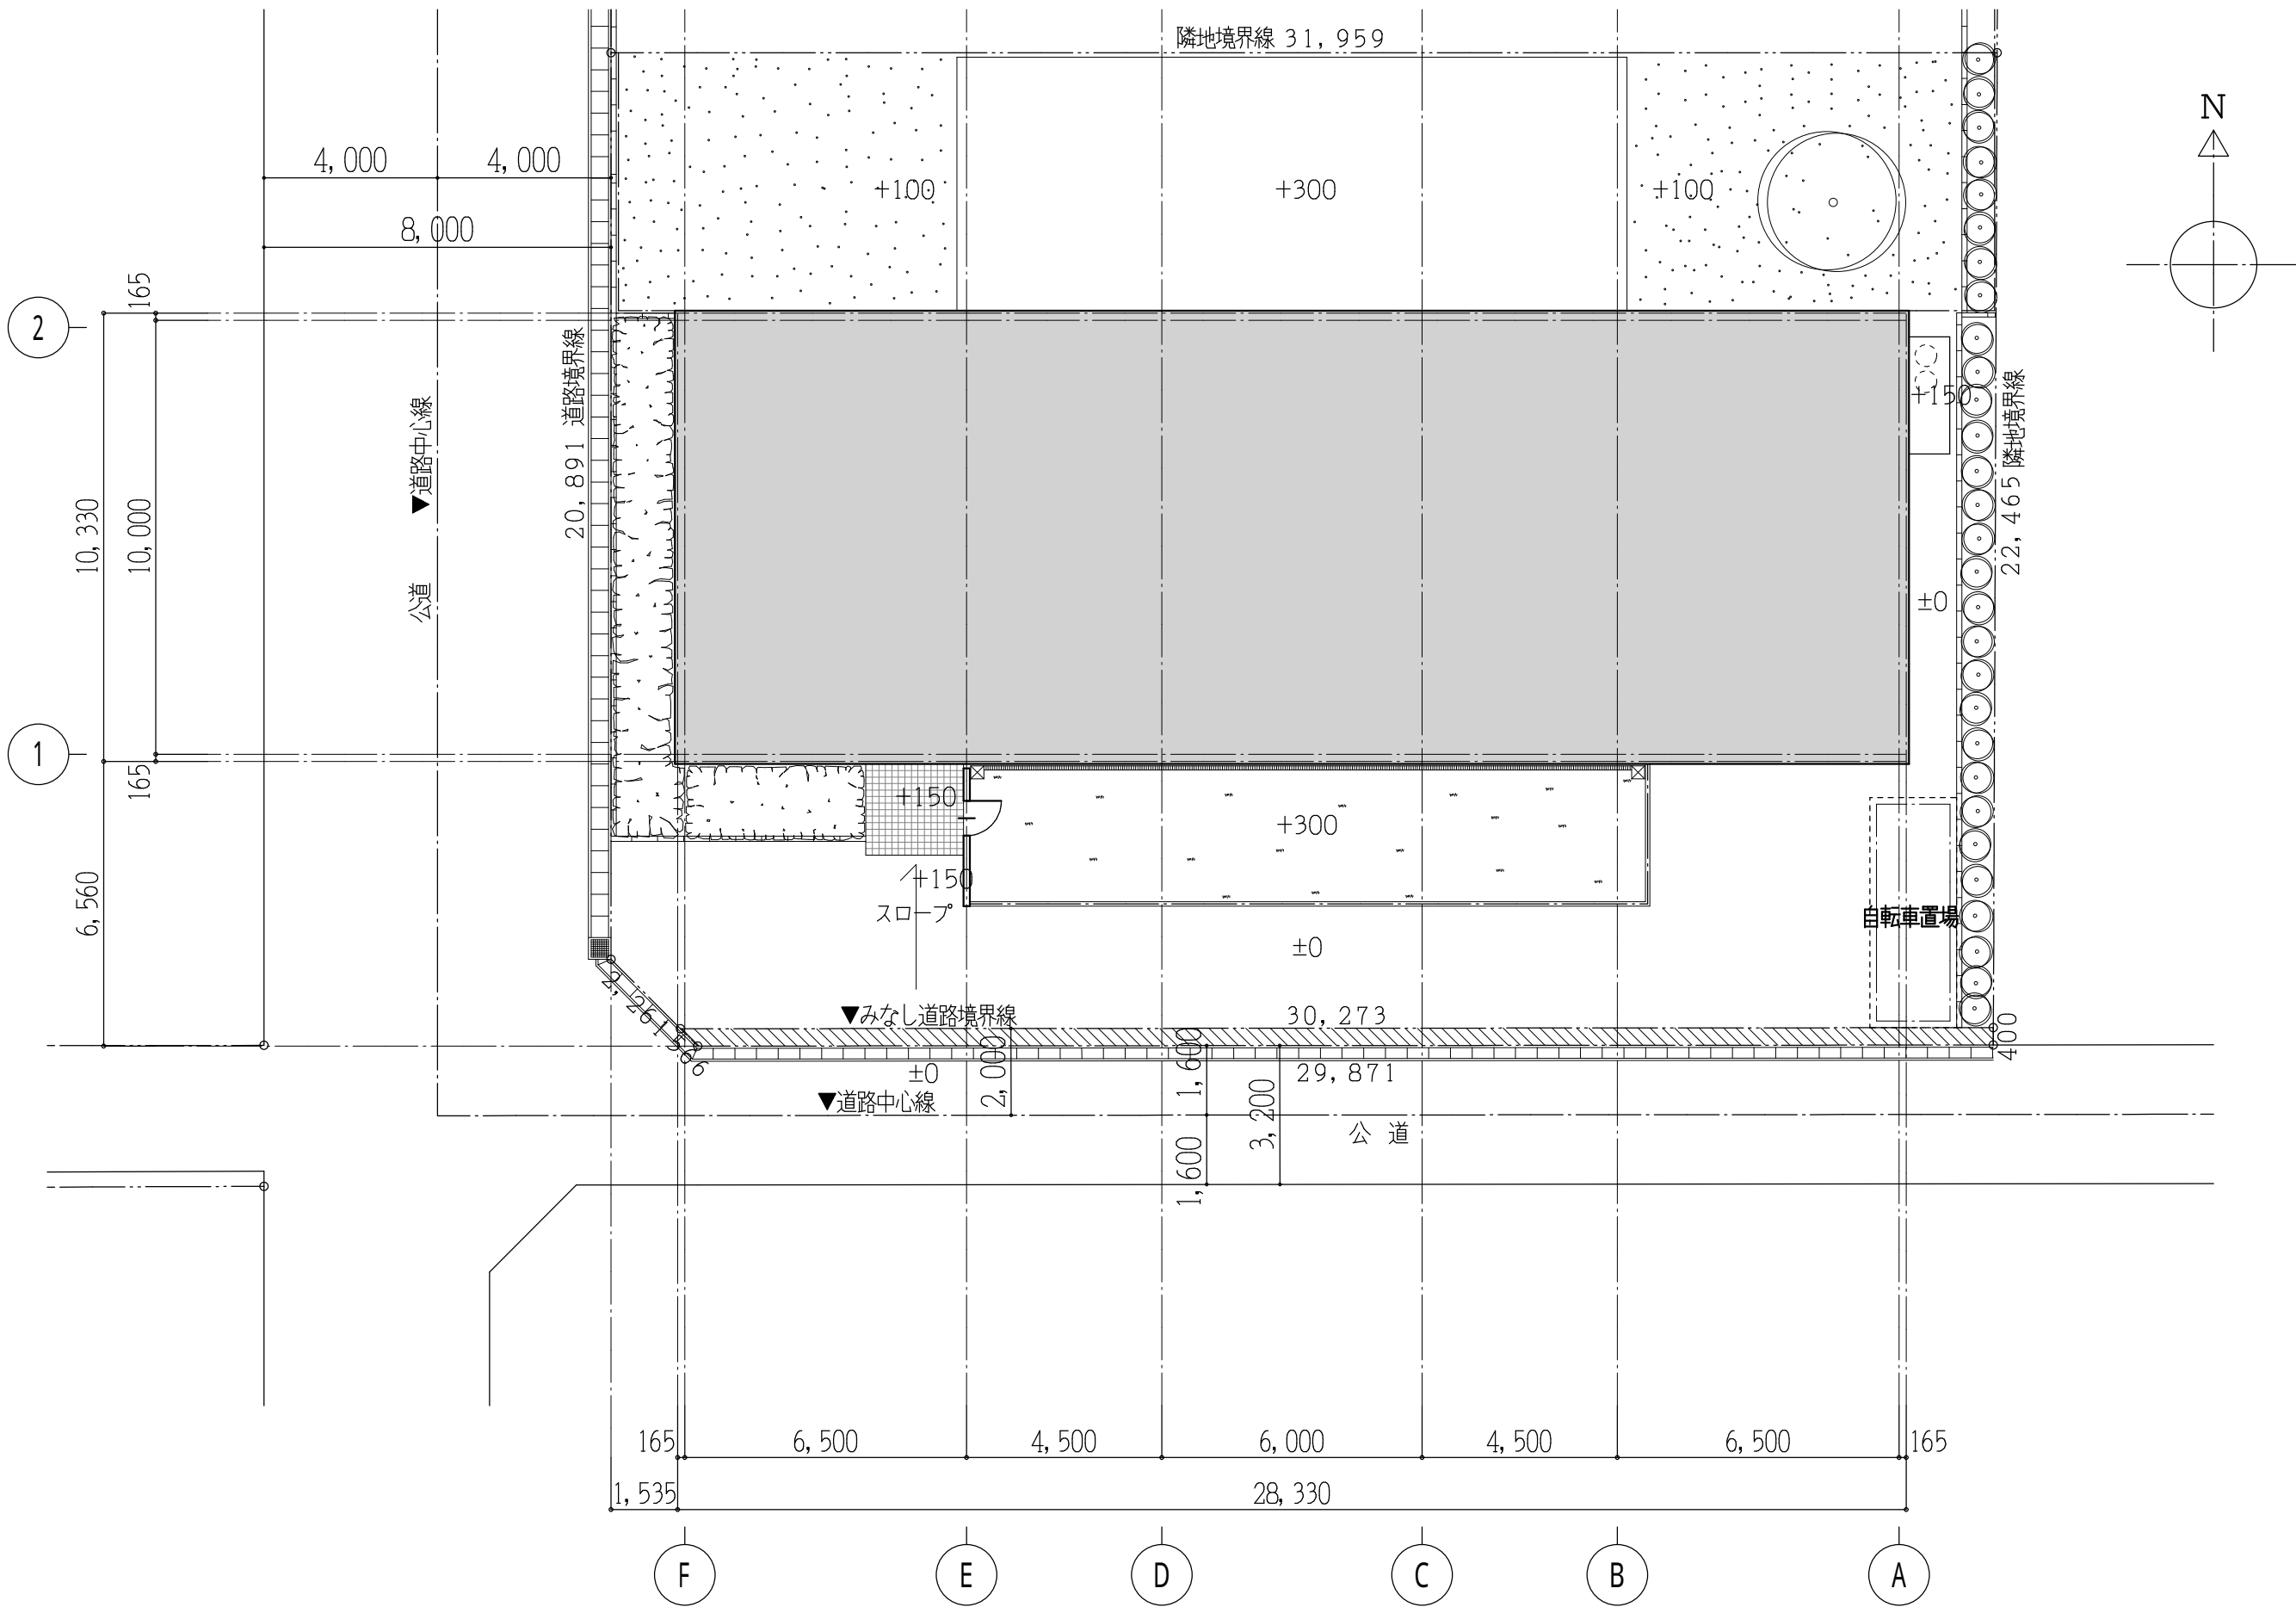 隣地境界線 31,959
N
4,000
4,000
+100
+300
+100
8,000
165
2
20,891 道路境界線
▼道路中心線
+150
22,465 隣地境界線
10,330
10,000
公道
±0
1
165
+150
+300
6,560
+150
スロープ
自転車置場
±0
2,261
566
▼みなし道路境界線
30,273
400
±0
2,000
1,600
29,871
▼道路中心線
3,200
公 道
1,600
165
6,500
4,500
6,000
4,500
6,500
165
1,535
28,330
F
E
D
C
B
A